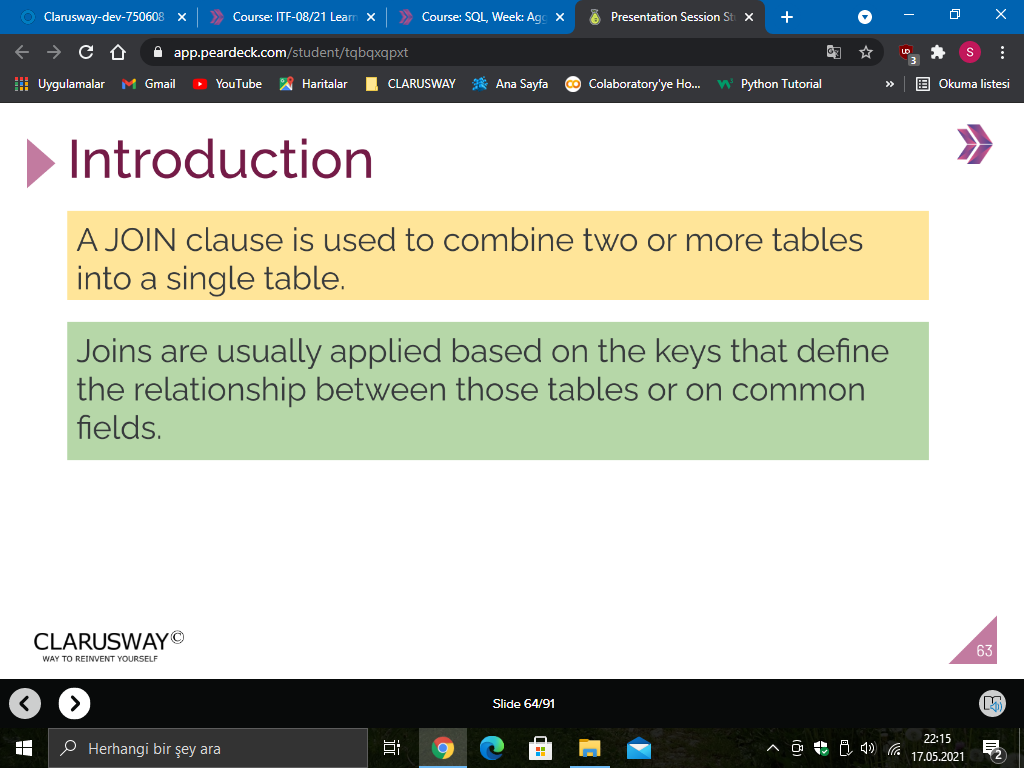 Clarusway-dev-750608
Course: ITF-08/21 Learn
Course: SQL, Week: Agg
Presentation Session St
app.peardeck.com/student/tqbqxqpxt
3
S
Uygulamalar
Gmail
YouTube
Haritalar
CLARUSWAY
Ana Sayfa
Colaboratory'ye Ho...
Python Tutorial
»
Okuma listesi
Introduction
A JOIN clause is used to combine two or more tables
into a single table.
Joins are usually applied based on the keys that define
the relationship between those tables or on common
fields.
CLARUSWAY©
WAY TO REINVENT YOURSELF
63
Slide 64/91
Herhangi bir şey ara
22:15
17.05.2021
2